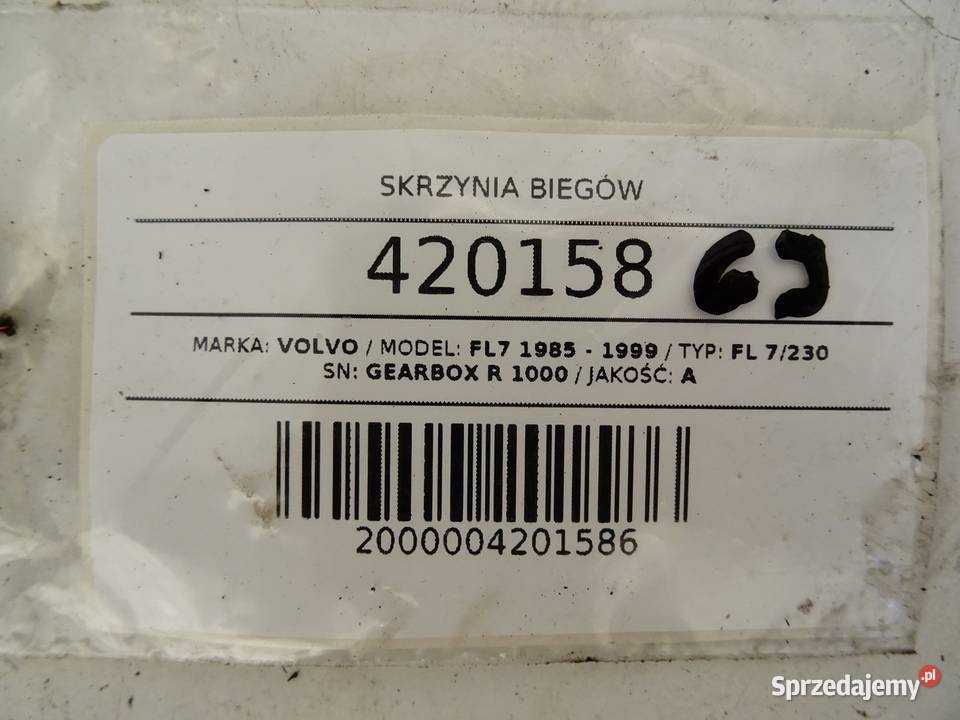 SKRZYNIA BIEGÓW
420158 GJ
MARKA: VOLVO / MODEL: FL7 1985 - 1999 / TYP: FL 7/230
SN: GEARBOX R 1000 / JAKOŚĆ: A
2000004201586
Sprzedajemy.pl